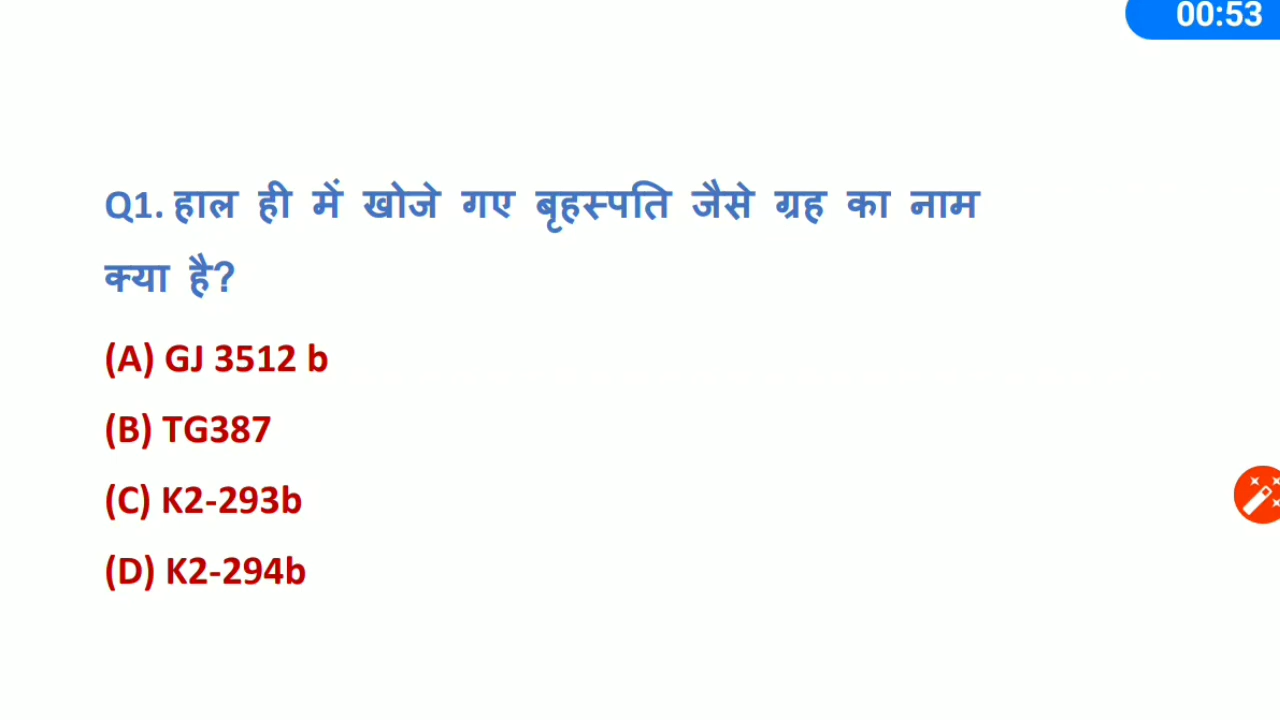 00:53
Q1. हाल ही में खोजे गए बृहस्पति जैसे ग्रह का नाम
क्या है?
(A) GJ 3512 b
(B) TG387
(C) K2-293b
(D) K2-294b